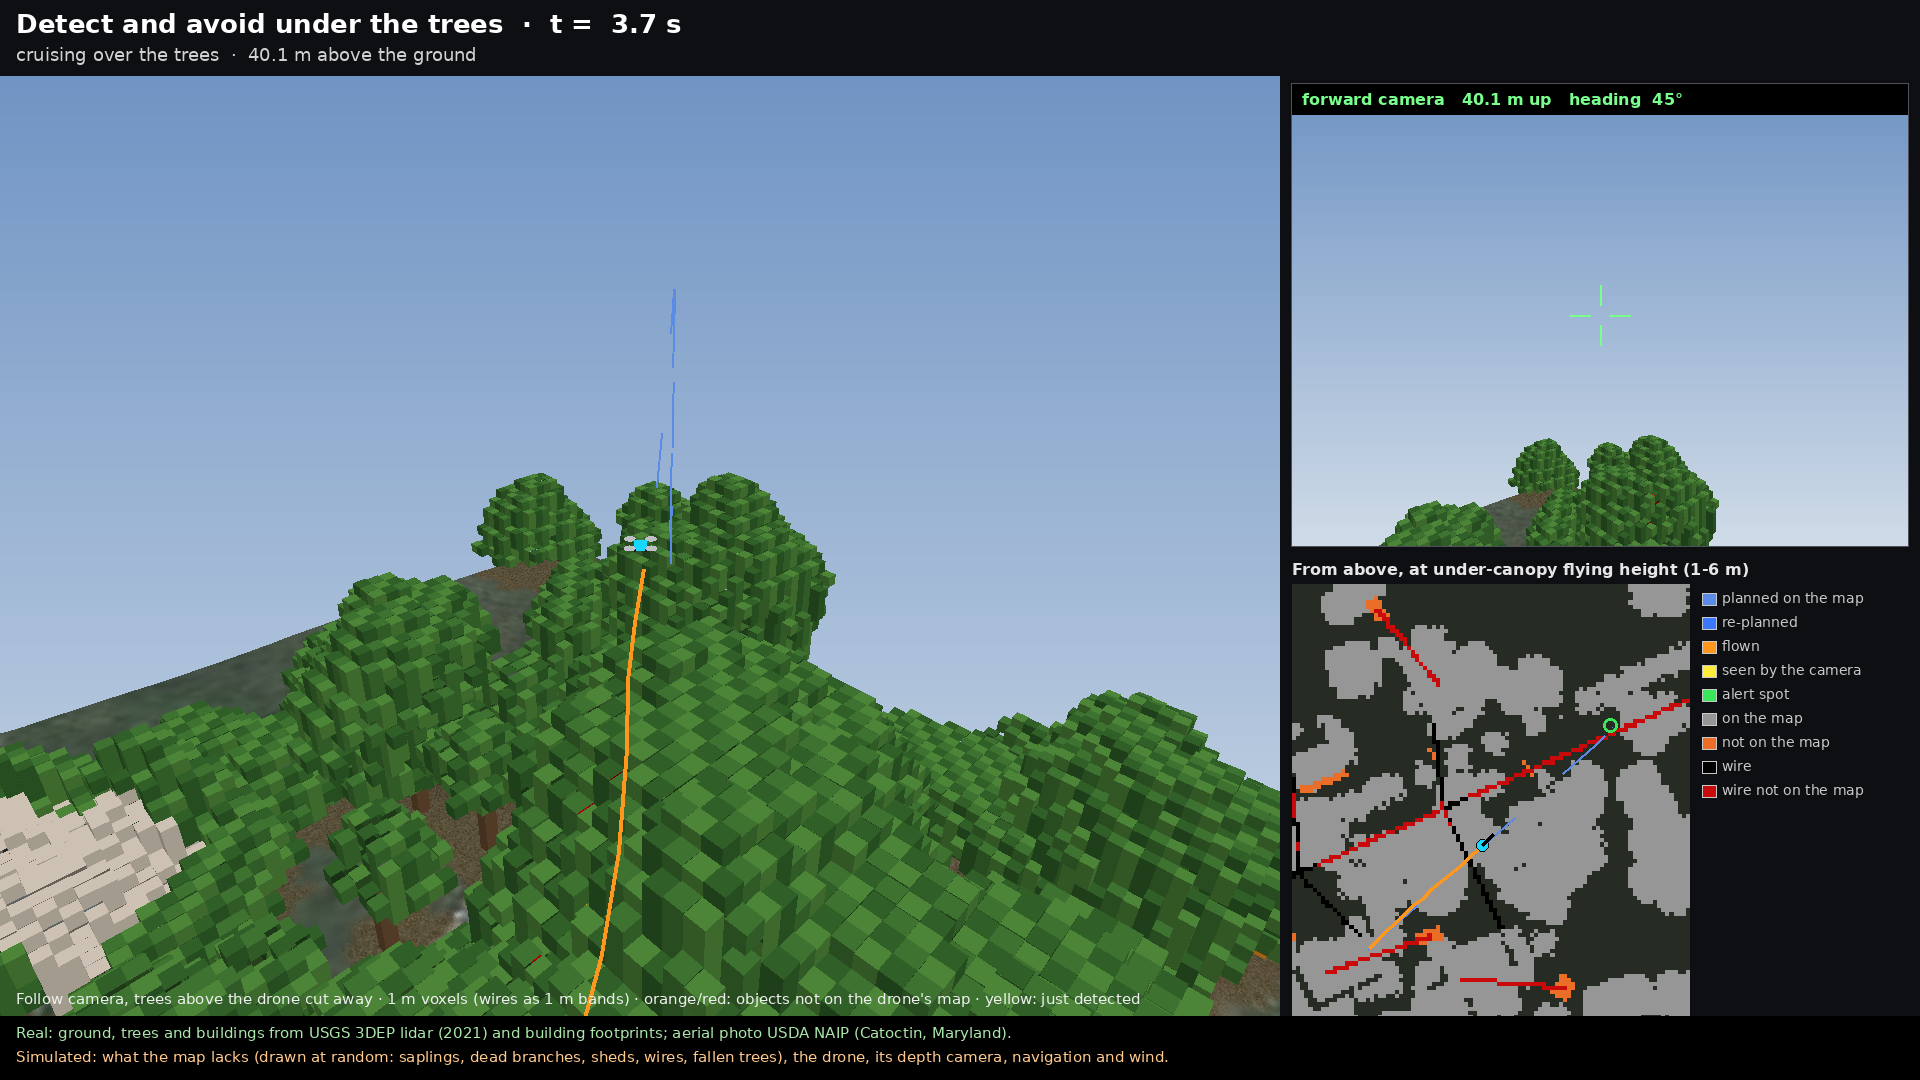 Detect and avoid under the trees · t = 3.7 s
cruising over the trees · 40.1 m above the ground
forward camera 40.1 m up heading 45°
From above, at under-canopy flying height (1-6 m)
planned on the map
re-planned
flown
seen by the camera
alert spot
on the map
not on the map
wire
wire not on the map
Follow camera, trees above the drone cut away · 1 m voxels (wires as 1 m bands) · orange/red: objects not on the drone's map · yellow: just detected
Real: ground, trees and buildings from USGS 3DEP lidar (2021) and building footprints; aerial photo USDA NAIP (Catoctin, Maryland).
Simulated: what the map lacks (drawn at random: saplings, dead branches, sheds, wires, fallen trees), the drone, its depth camera, navigation and wind.